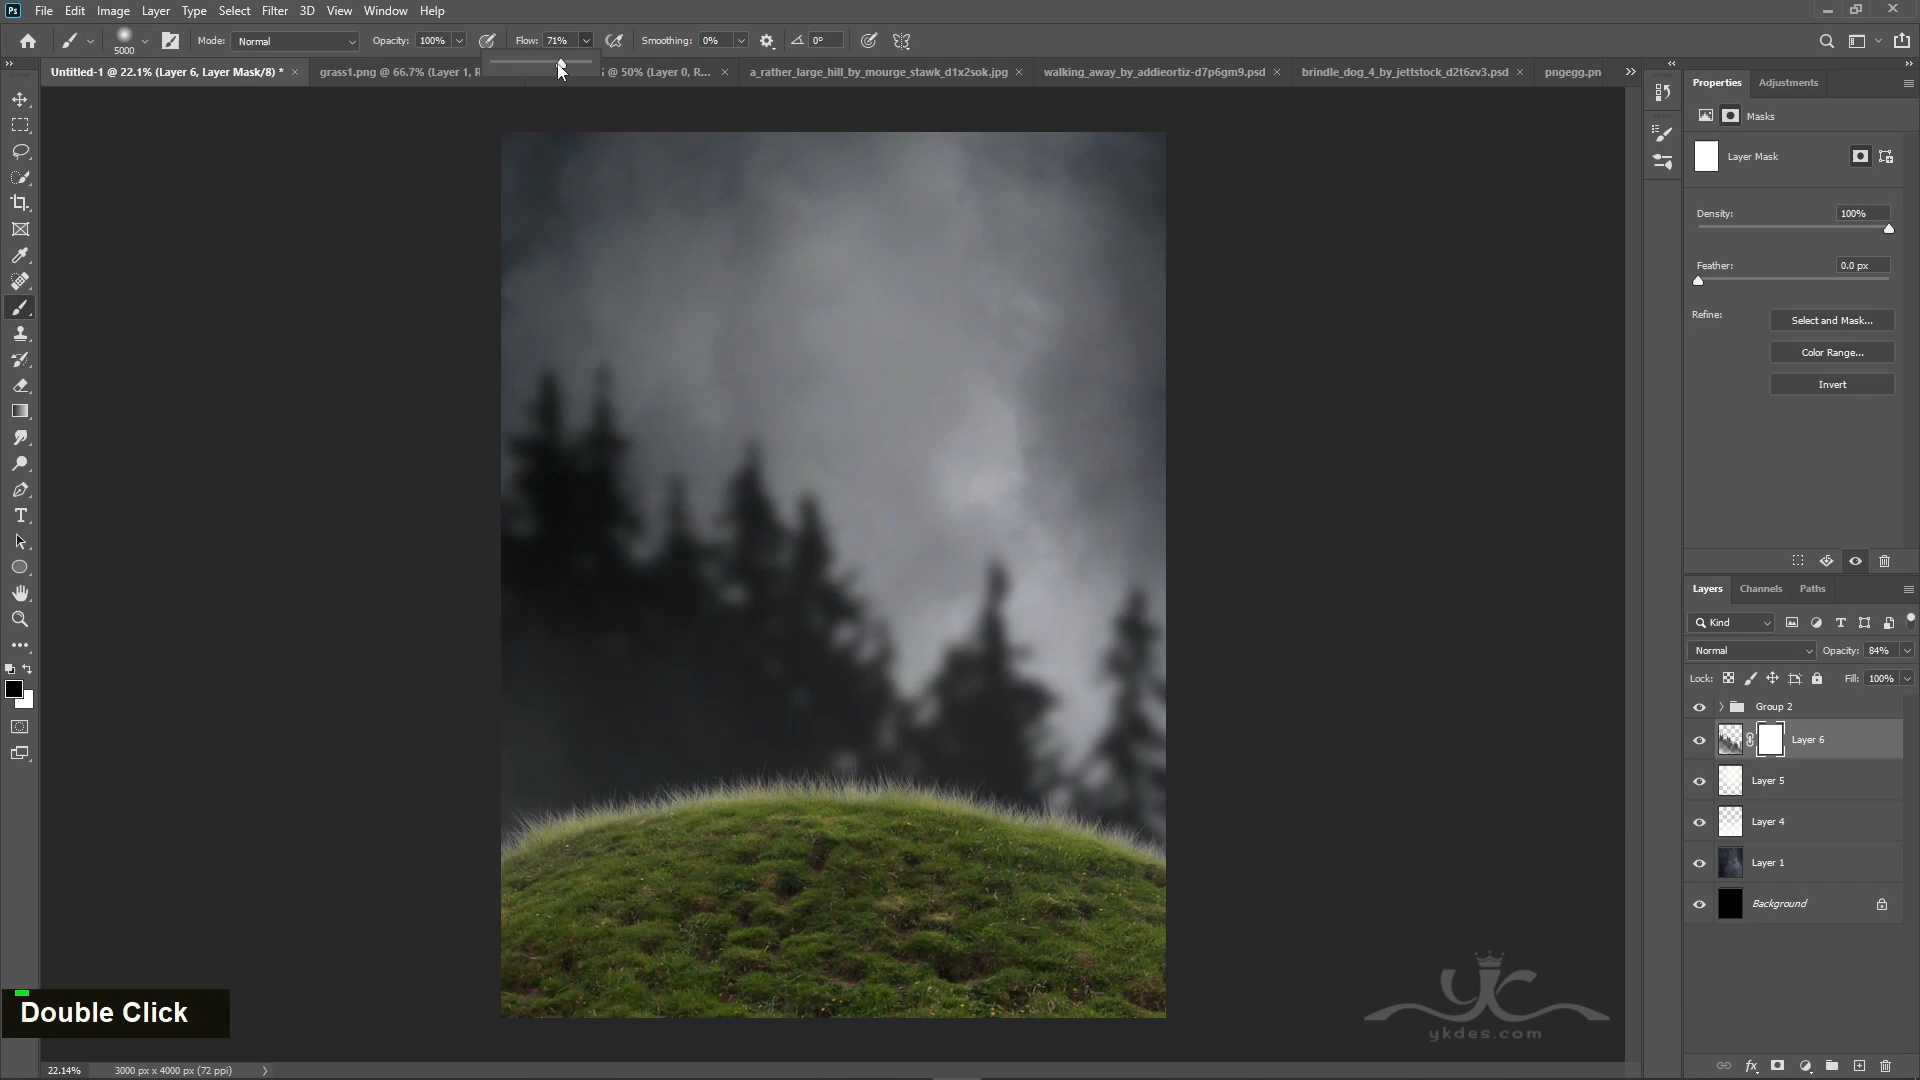 Ps File Edit Image Layer Type Select Filter 3D View Window Help
5000 Mode: Normal Opacity: 100% Flow: 71% Smoothing: 0% 0°
Untitled-1 @ 22.1% (Layer 6, Layer Mask/8) * × grass1.png @ 66.7% (Layer 1, R @ 50% (Layer 0, R... × a_rather_large_hill_by_mourge_stawk_d1x2sok.jpg × walking_away_by_addieortiz-d7p6gm9.psd × brindle_dog_4_by_jettstock_d2t6zv3.psd × pngegg.pn
Properties Adjustments
Masks
Layer Mask
Density: 100%
Feather: 0.0 px
Refine: Select and Mask...
Color Range...
Invert
Layers Channels Paths
Kind
Normal Opacity: 84%
Lock: Fill: 100%
Group 2
Layer 6
Layer 5
Layer 4
Layer 1
Background
Double Click
ykdes.com
22.14% 3000 px x 4000 px (72 ppi)